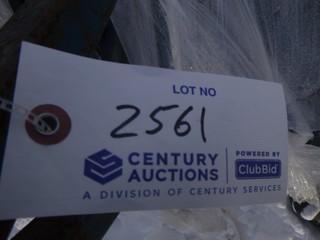 LOT NO
2561
CENTURY AUCTIONS
POWERED BY ClubBid
A DIVISION OF CENTURY SERVICES